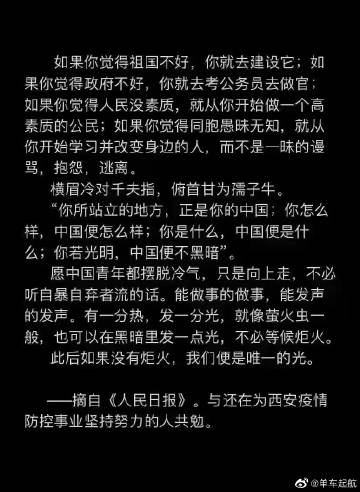 如果你觉得祖国不好，你就去建设它；如
果你觉得政府不好，你就去考公务员去做官；
如果你觉得人民没素质，就从你开始做一个高
素质的公民；如果你觉得同胞愚昧无知，就从
你开始学习并改变身边的人，而不是一昧的谩
骂，抱怨，逃离。
横眉冷对千夫指，俯首甘为濡子牛。
“你所站立的地方，正是你的中国；你怎么
样，中国便怎么样；你是什么，中国便是什
么；你若光明，中国便不黑暗”。
愿中国青年都摆脱冷气，只是向上走，不必
听自暴自弃者流的话。能做事的做事，能发声
的发声。有一分热，发一分光，就像萤火虫一
般，也可以在黑暗里发一点光，不必等候炬火。
此后如果没有炬火，我们便是唯一的光。
——摘自《人民日报》。与还在为西安疫情
防控事业坚持努力的人共勉。
@单车起航